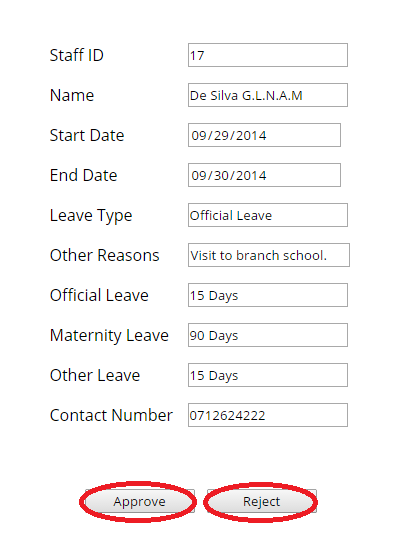 Staff ID 17
Name De Silva G.L.N.A.M
Start Date 09/29/2014
End Date 09/30/2014
Leave Type Official Leave
Other Reasons Visit to branch school.
Official Leave 15 Days
Maternity Leave 90 Days
Other Leave 15 Days
Contact Number 0712624222
Approve Reject